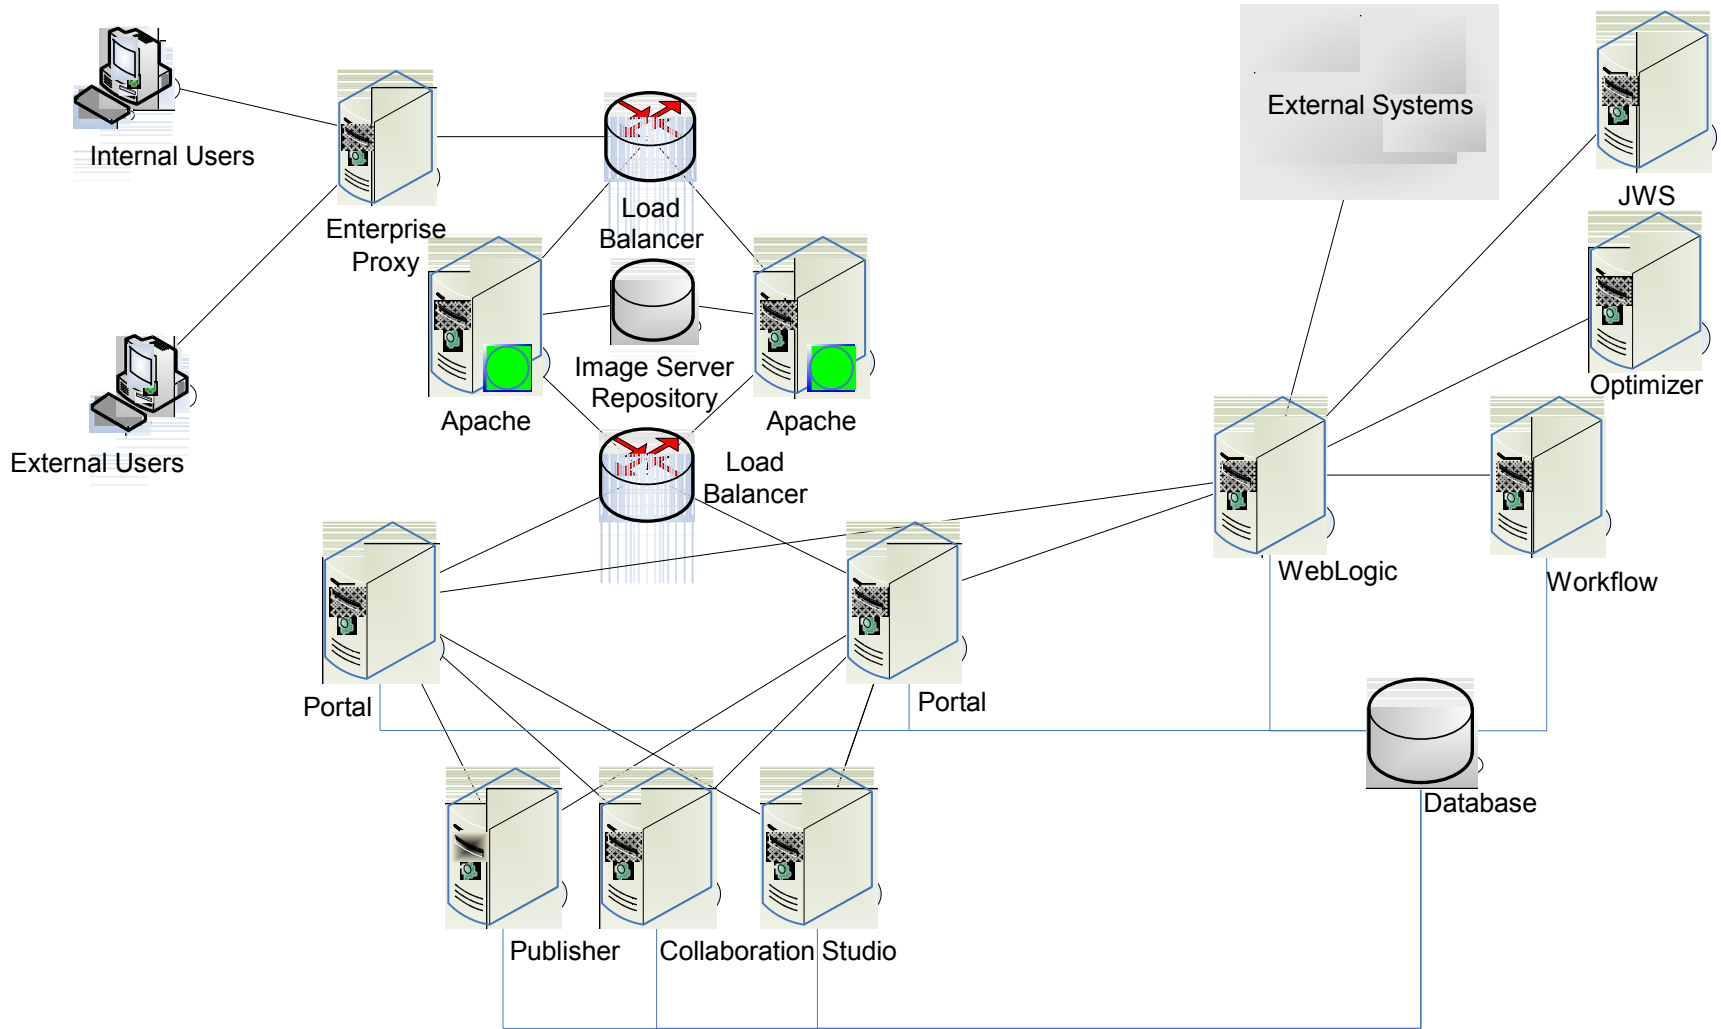 Internal Users
Enterprise
Proxy
Load
Balancer
External Systems
JWS
Image Server
Repository
Apache
Apache
Optimizer
External Users
Load
Balancer
WebLogic
Workflow
Portal
Portal
Database
Publisher
Collaboration
Studio